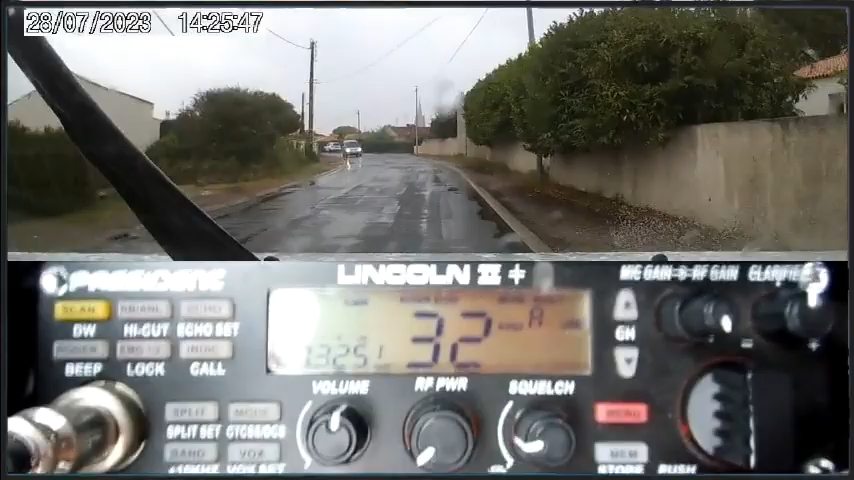 28/07/2023 14:25:47
PRESIDENT LINCOLN II + MIC GAIN RF GAIN CLARIFIER
SCAN NB/ANL ECHO
DW HI-CUT ECHO SET
BEEP LOCK CALL
32 A
CH
VOLUME RF PWR SQUELCH
SPLIT MODE MENU
SPLIT SET CTCSS/DCS
BAND VOX MEM
+10KHZ VOX SET STORE PUSH